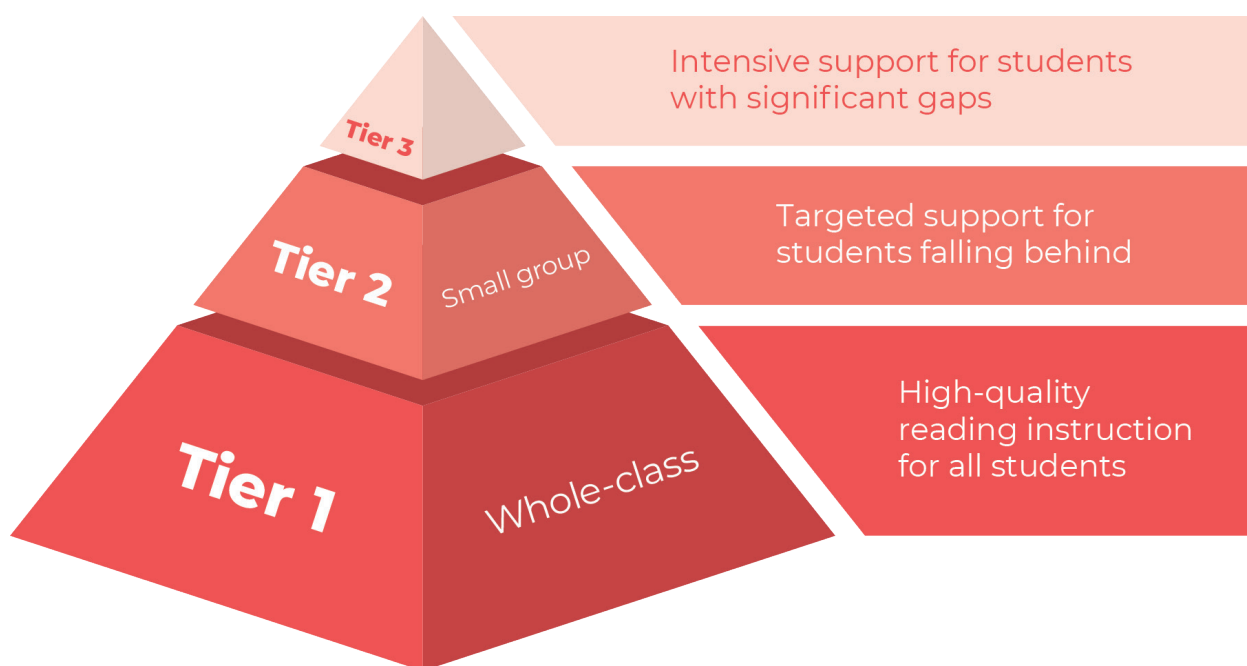 Tier 3
Intensive support for students
with significant gaps
Tier 2
Small group
Targeted support for
students falling behind
Tier 1
Whole-class
High-quality
reading instruction
for all students